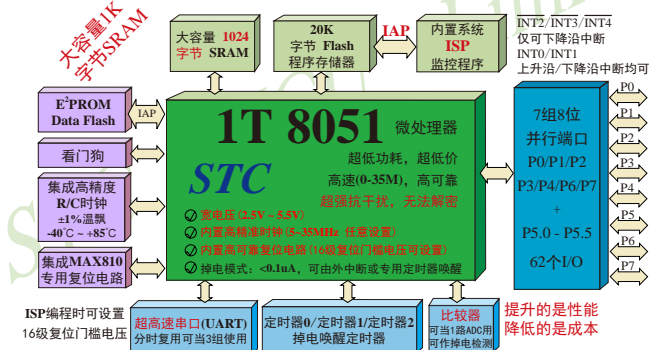 大容量1K
字节SRAM
大容量 1024
字节 SRAM
20K
字节 Flash
程序存储器
IAP
内置系统
ISP
监控程序
INT2/INT3/INT4
仅可下降沿中断
INT0/INT1
上升沿/下降沿中断均可
E²PROM
Data Flash
IAP
看门狗
集成高精度
R/C时钟
±1%温飘
-40℃ ~ +85℃
集成MAX810
专用复位电路
1T 8051 微处理器
STC
超低功耗，超低价
高速(0-35M)，高可靠
超强抗干扰，无法解密
宽电压(2.5V ~ 5.5V)
内置高精准时钟(5~35MHz 任意设置)
内置高可靠复位电路(16级复位门槛电压可设置)
掉电模式：<0.1uA，可由外中断或专用定时器唤醒
7组8位
并行端口
P0/P1/P2
P3/P4/P6/P7
+
P5.0 - P5.5
62个I/O
P0
P1
P2
P3
P4
P5
P6
P7
ISP编程时可设置
16级复位门槛电压
超高速串口(UART)
分时复用可当3组使用
定时器0/定时器1/定时器2
掉电唤醒定时器
比较器
可当1路ADC用
可作掉电检测
提升的是性能
降低的是成本